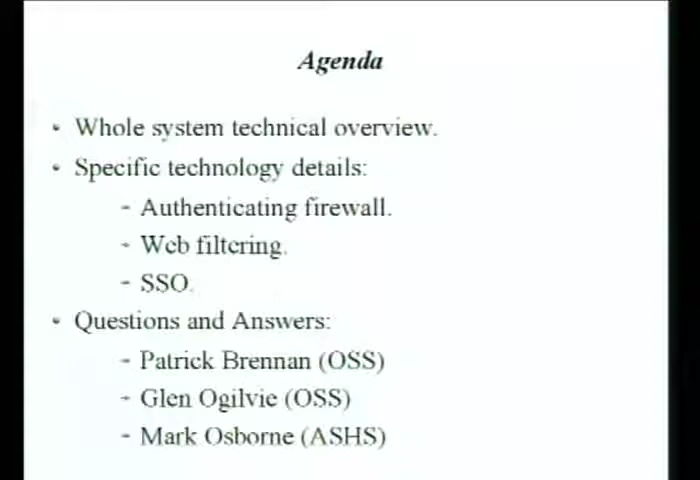 Agenda
• Whole system technical overview.
• Specific technology details:
- Authenticating firewall.
- Web filtering.
- SSO.
• Questions and Answers:
- Patrick Brennan (OSS)
- Glen Ogilvie (OSS)
- Mark Osborne (ASHS)